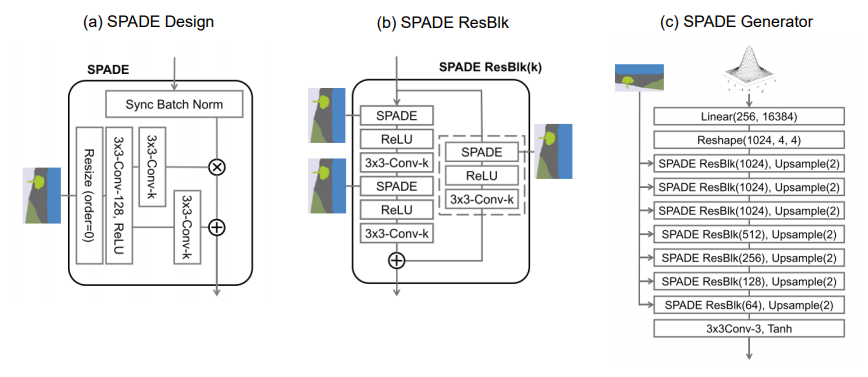 (a) SPADE Design
(b) SPADE ResBlk
(c) SPADE Generator
SPADE
Sync Batch Norm
Resize (order=0)
3x3-Conv-128, ReLU
3x3-Conv-k
3x3-Conv-k
SPADE ResBlk(k)
SPADE
ReLU
3x3-Conv-k
SPADE
ReLU
3x3-Conv-k
SPADE
ReLU
3x3-Conv-k
Linear(256, 16384)
Reshape(1024, 4, 4)
SPADE ResBlk(1024), Upsample(2)
SPADE ResBlk(1024), Upsample(2)
SPADE ResBlk(1024), Upsample(2)
SPADE ResBlk(512), Upsample(2)
SPADE ResBlk(256), Upsample(2)
SPADE ResBlk(128), Upsample(2)
SPADE ResBlk(64), Upsample(2)
3x3Conv-3, Tanh